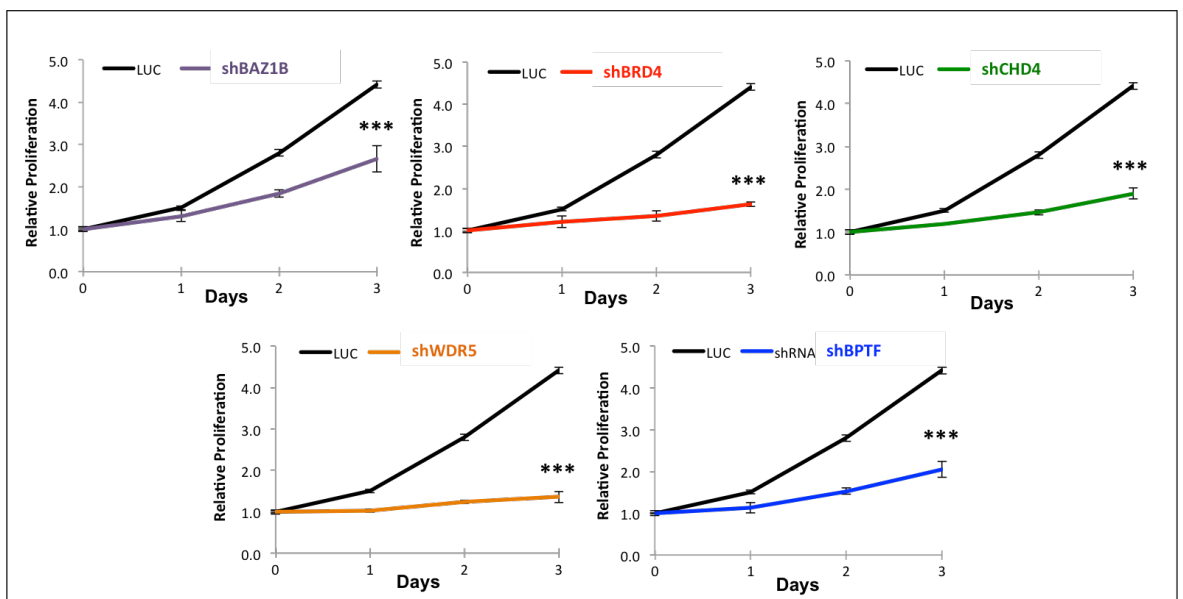 LUC shBAZ1B
Relative Proliferation
5.0
4.0
3.0
2.0
1.0
0.0
***
0 1 2 3
Days
LUC shBRD4
Relative Proliferation
5.0
4.0
3.0
2.0
1.0
0.0
***
0 1 2 3
Days
LUC shCHD4
Relative Proliferation
5.0
4.0
3.0
2.0
1.0
0.0
***
0 1 2 3
Days
LUC shWDR5
Relative Proliferation
5.0
4.0
3.0
2.0
1.0
0.0
***
0 1 2 3
Days
LUC shRNA shBPTF
Relative Proliferation
5.0
4.0
3.0
2.0
1.0
0.0
***
0 1 2 3
Days